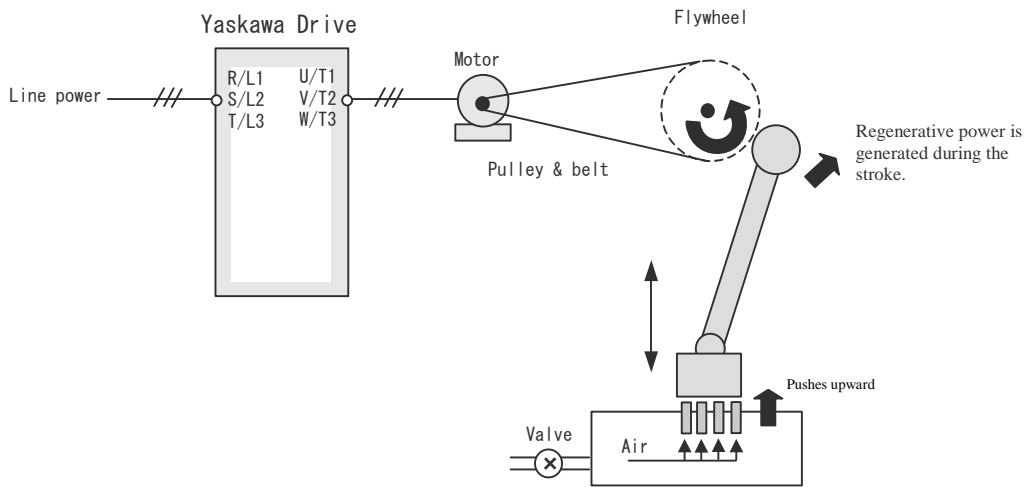 Yaskawa Drive
Flywheel
Motor
R/L1 U/T1
Line power S/L2 V/T2
T/L3 W/T3
Pulley & belt
Regenerative power is
generated during the
stroke.
Pushes upward
Valve
Air